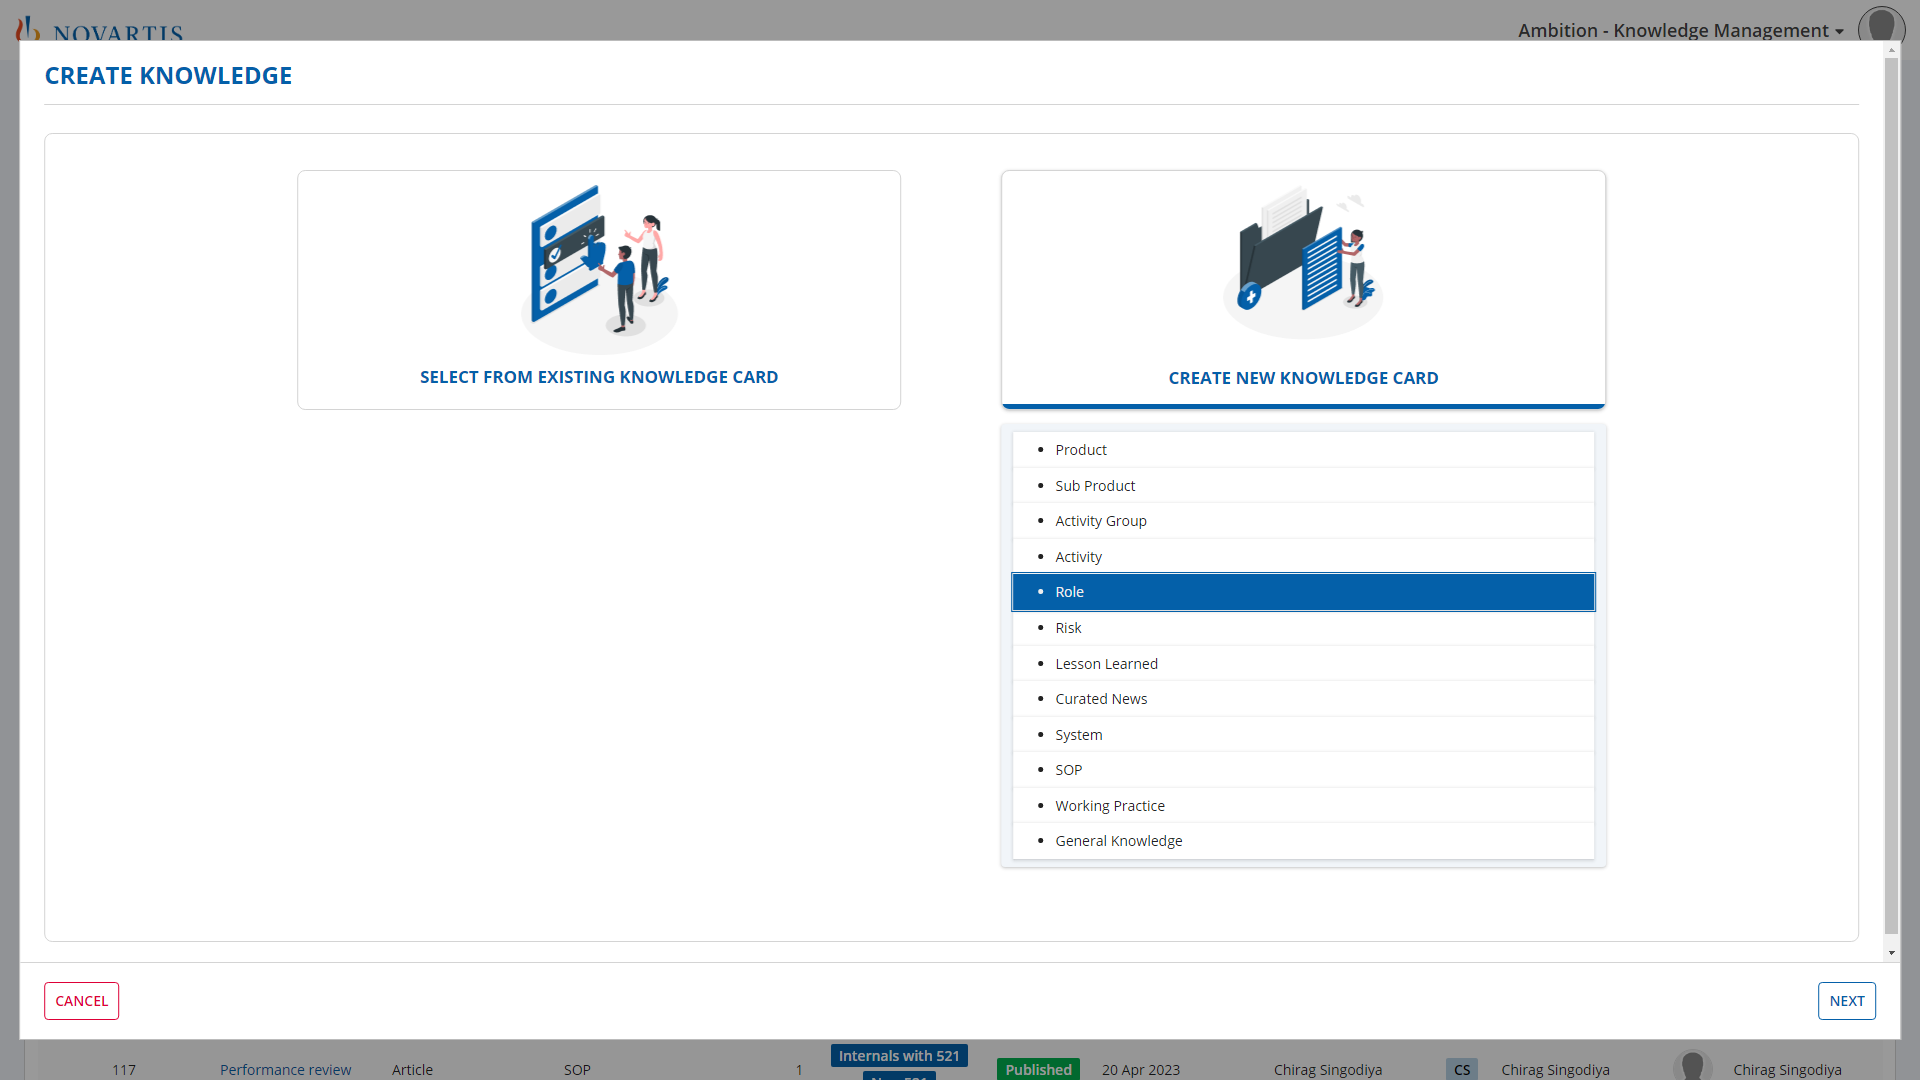 NOVARTIS
Ambition - Knowledge Management
CREATE KNOWLEDGE
SELECT FROM EXISTING KNOWLEDGE CARD
CREATE NEW KNOWLEDGE CARD
Product
Sub Product
Activity Group
Activity
Role
Risk
Lesson Learned
Curated News
System
SOP
Working Practice
General Knowledge
CANCEL
NEXT
Internals with 521
117 Performance review Article SOP 1 Published 20 Apr 2023 Chirag Singodiya CS Chirag Singodiya Chirag Singodiya